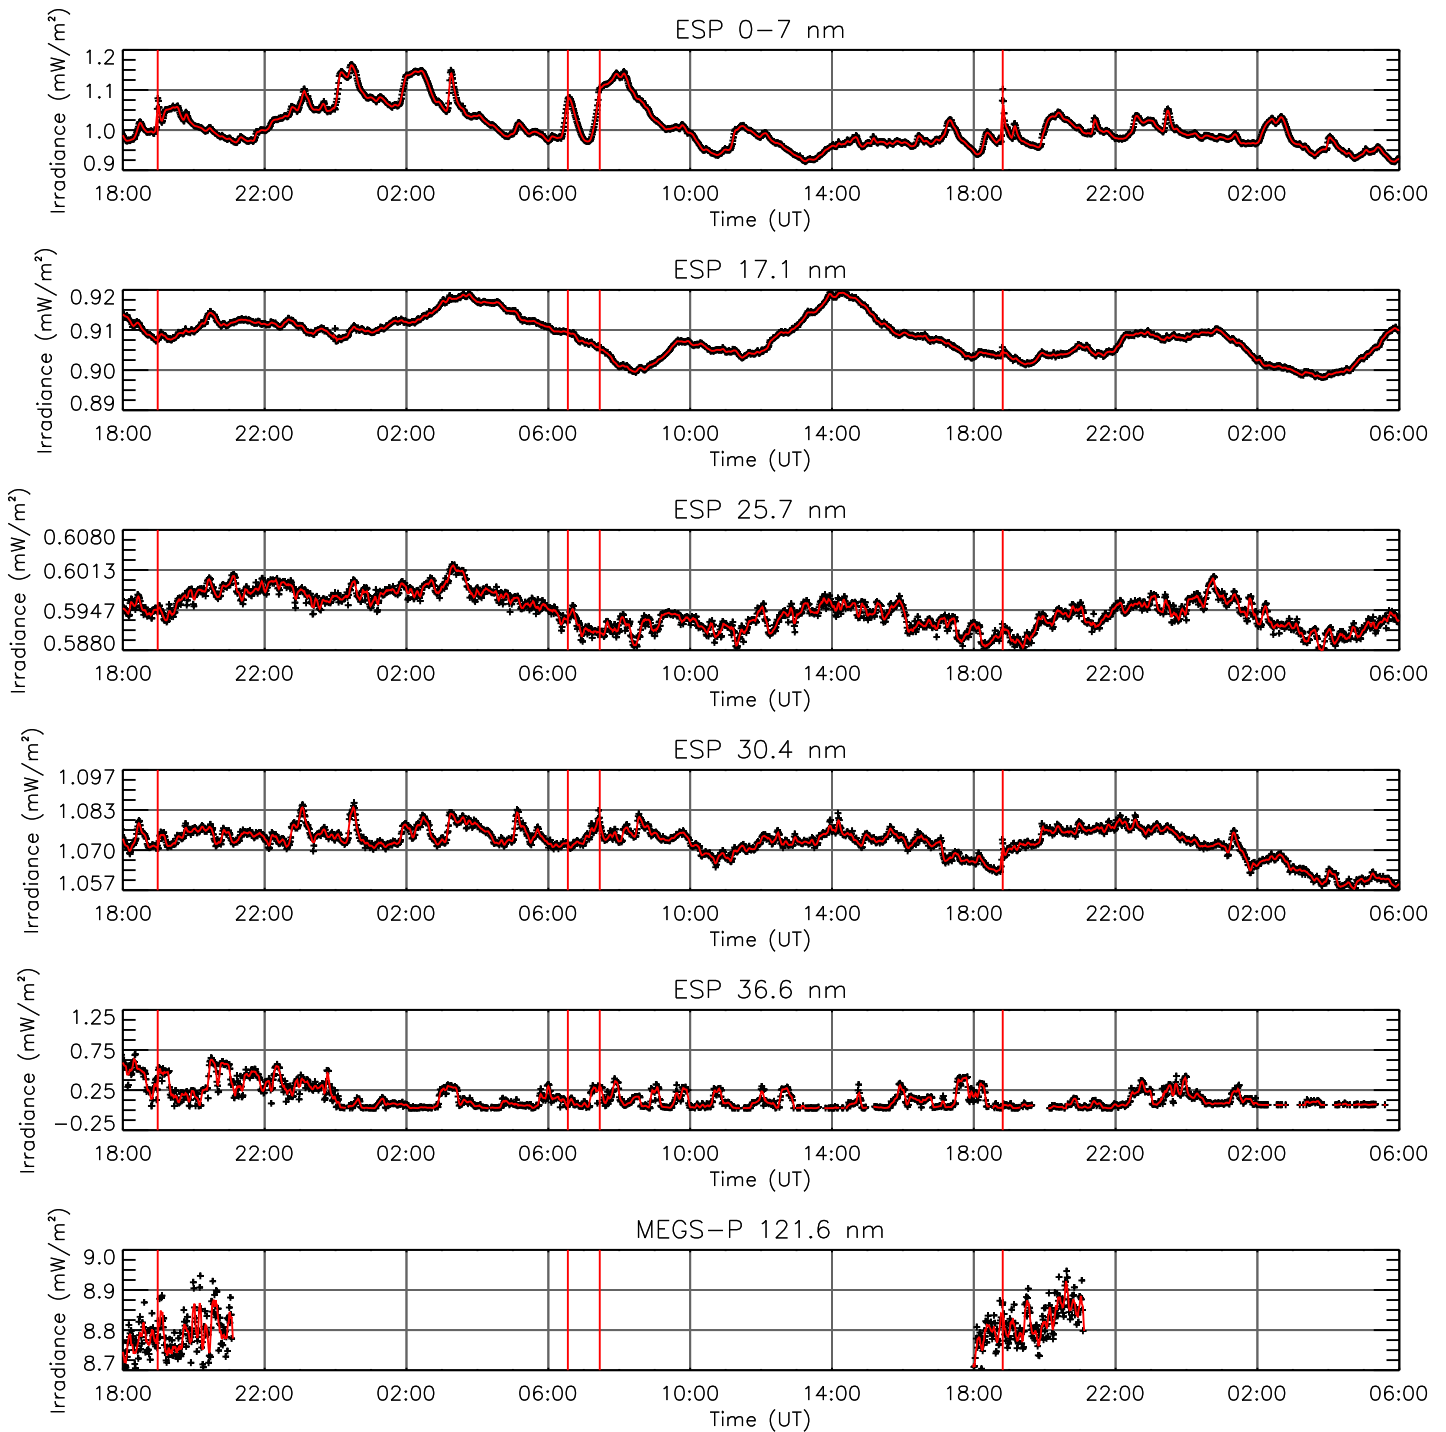 ESP 0-7 nm
Irradiance (mW/m²)
1.2
1.1
1.0
0.9
18:00 22:00 02:00 06:00 10:00 14:00 18:00 22:00 02:00 06:00
Time (UT)
ESP 17.1 nm
Irradiance (mW/m²)
0.92
0.91
0.90
0.89
18:00 22:00 02:00 06:00 10:00 14:00 18:00 22:00 02:00 06:00
Time (UT)
ESP 25.7 nm
Irradiance (mW/m²)
0.6080
0.6013
0.5947
0.5880
18:00 22:00 02:00 06:00 10:00 14:00 18:00 22:00 02:00 06:00
Time (UT)
ESP 30.4 nm
Irradiance (mW/m²)
1.097
1.083
1.070
1.057
18:00 22:00 02:00 06:00 10:00 14:00 18:00 22:00 02:00 06:00
Time (UT)
ESP 36.6 nm
Irradiance (mW/m²)
1.25
0.75
0.25
-0.25
18:00 22:00 02:00 06:00 10:00 14:00 18:00 22:00 02:00 06:00
Time (UT)
MEGS-P 121.6 nm
Irradiance (mW/m²)
9.0
8.9
8.8
8.7
18:00 22:00 02:00 06:00 10:00 14:00 18:00 22:00 02:00 06:00
Time (UT)